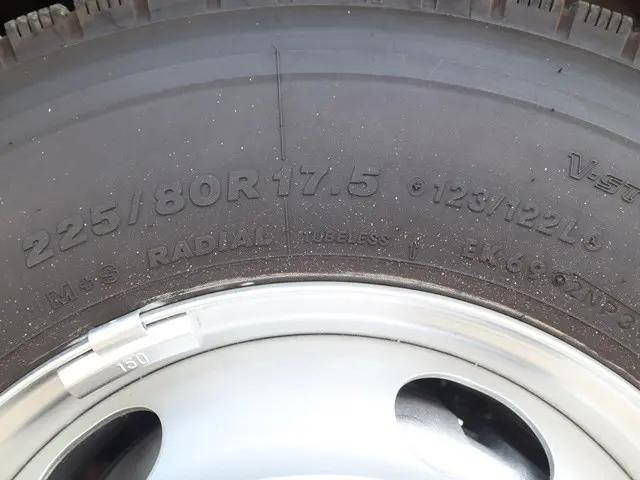 225/80R17.5 123/122L V-ST
M+S RADIAL TUBELESS EK69 02NP3
150